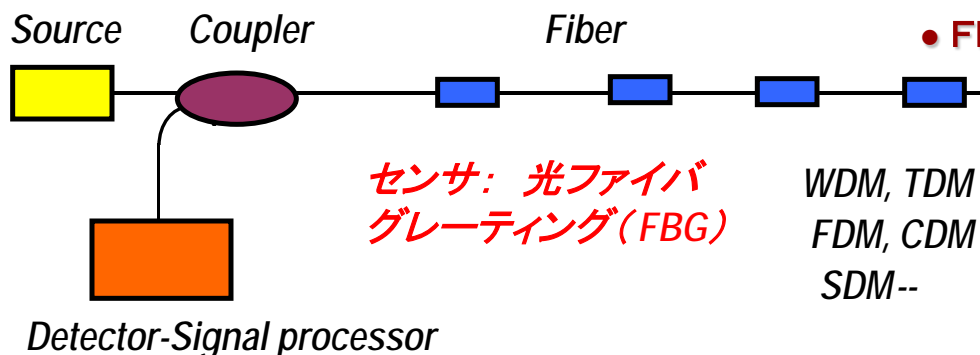 Source Coupler Fiber
センサ： 光ファイバ
グレーティング（FBG）
WDM, TDM
FDM, CDM
SDM--
Detector-Signal processor